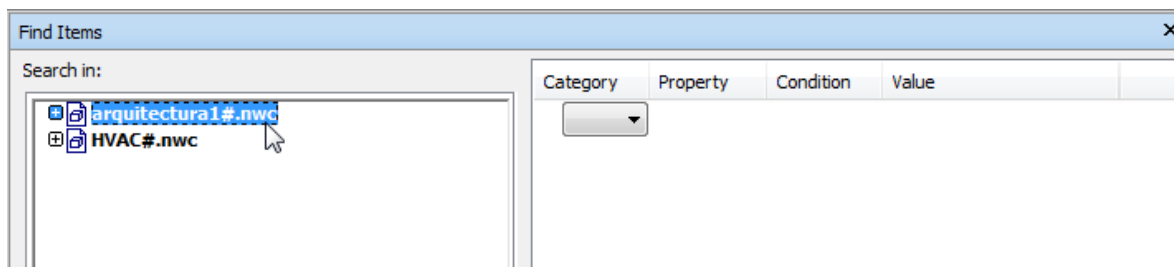 Find Items
Search in:
Category Property Condition Value
arquitectura1#.nwc
HVAC#.nwc